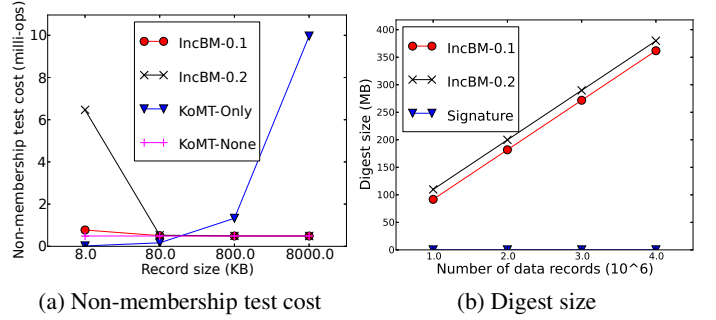 Non-membership test cost (milli-ops)
10
8
6
4
2
0
IncBM-0.1
IncBM-0.2
KoMT-Only
KoMT-None
8.0
80.0
800.0
8000.0
Record size (KB)
(a) Non-membership test cost
Digest size (MB)
400
350
300
250
200
150
100
50
0
IncBM-0.1
IncBM-0.2
Signature
1.0
2.0
3.0
4.0
Number of data records (10^6)
(b) Digest size